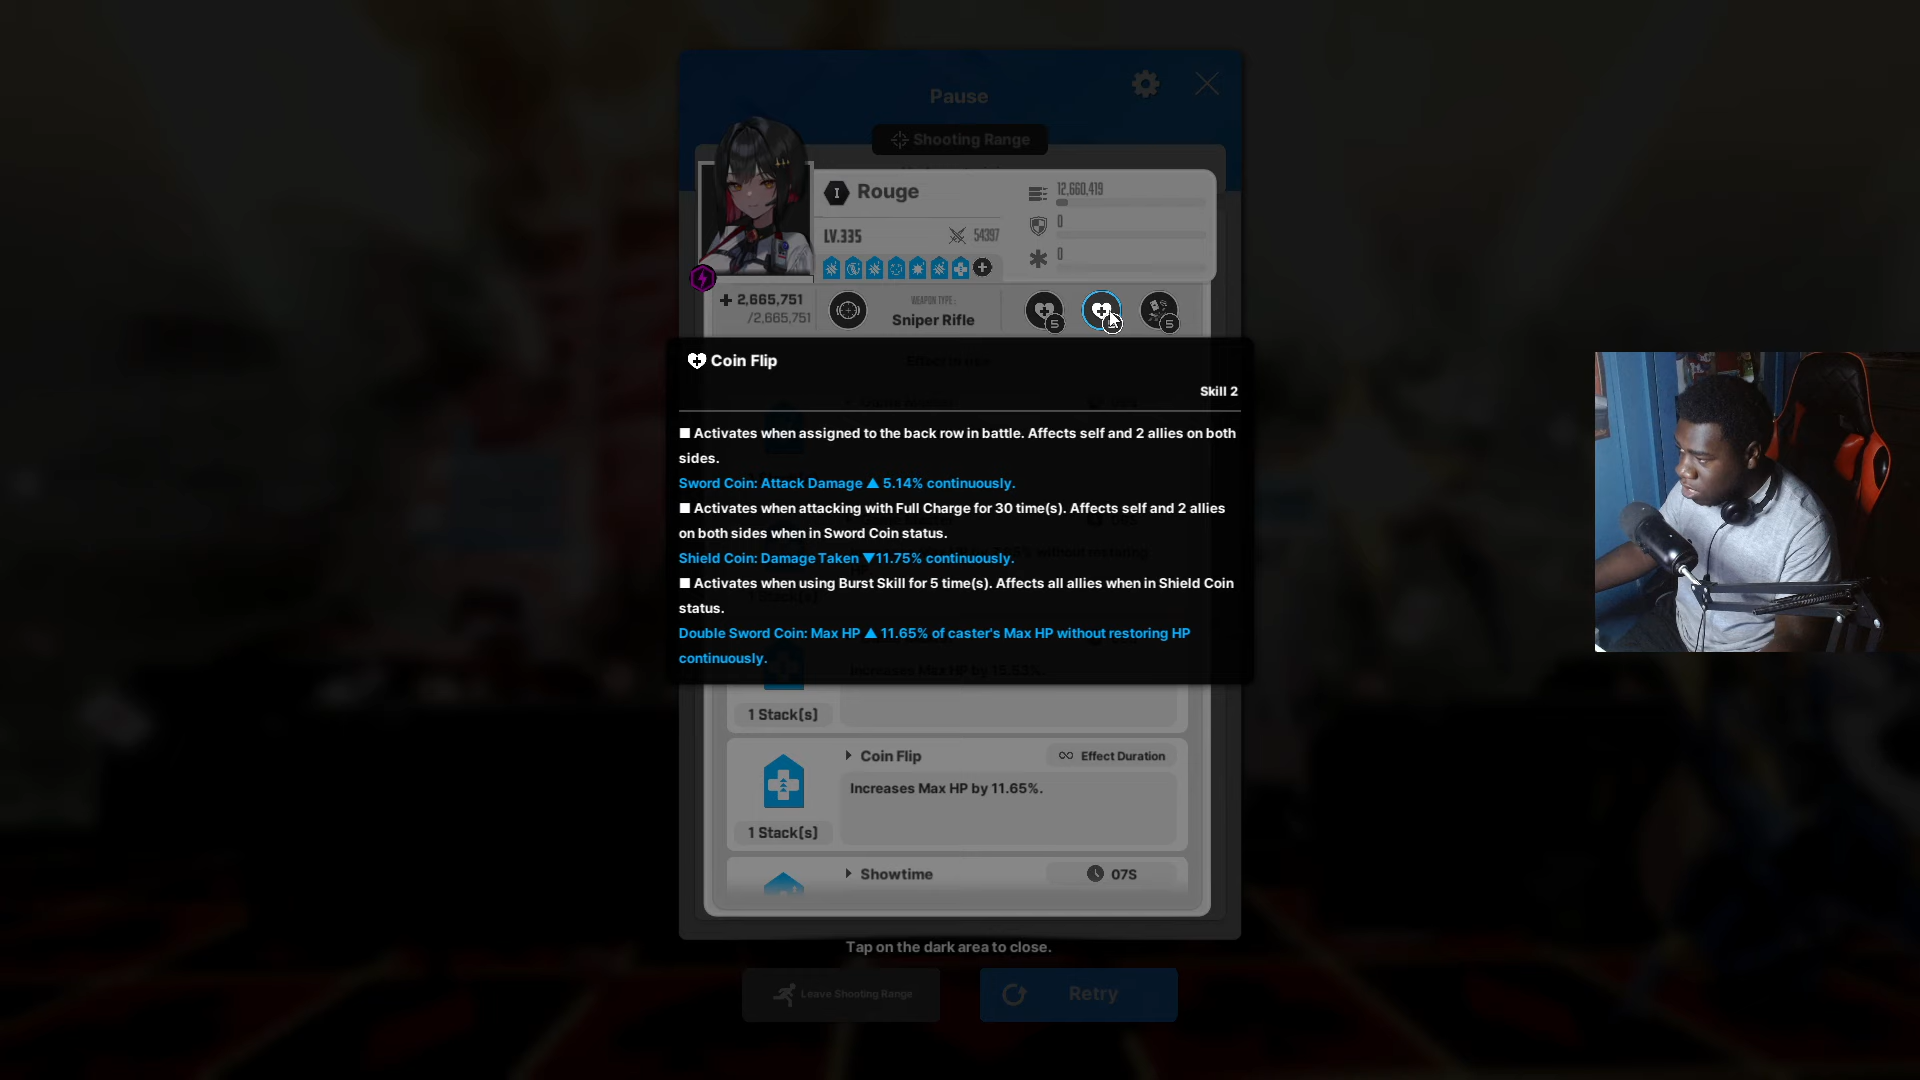 Pause
Shooting Range
I Rouge
12,660,419
0
LV.335
54397
0
2,665,751
/2,665,751
WEAPON TYPE :
Sniper Rifle
5
5
Coin Flip
Skill 2
■ Activates when assigned to the back row in battle. Affects self and 2 allies on both
sides.
Sword Coin: Attack Damage ▲ 5.14% continuously.
■ Activates when attacking with Full Charge for 30 time(s). Affects self and 2 allies
on both sides when in Sword Coin status.
Shield Coin: Damage Taken ▼11.75% continuously.
■ Activates when using Burst Skill for 5 time(s). Affects all allies when in Shield Coin
status.
Double Sword Coin: Max HP ▲ 11.65% of caster's Max HP without restoring HP
continuously.
Increases Max HP by 15.53%.
1 Stack(s)
Coin Flip
∞ Effect Duration
Increases Max HP by 11.65%.
1 Stack(s)
Showtime
07S
Tap on the dark area to close.
Leave Shooting Range
Retry